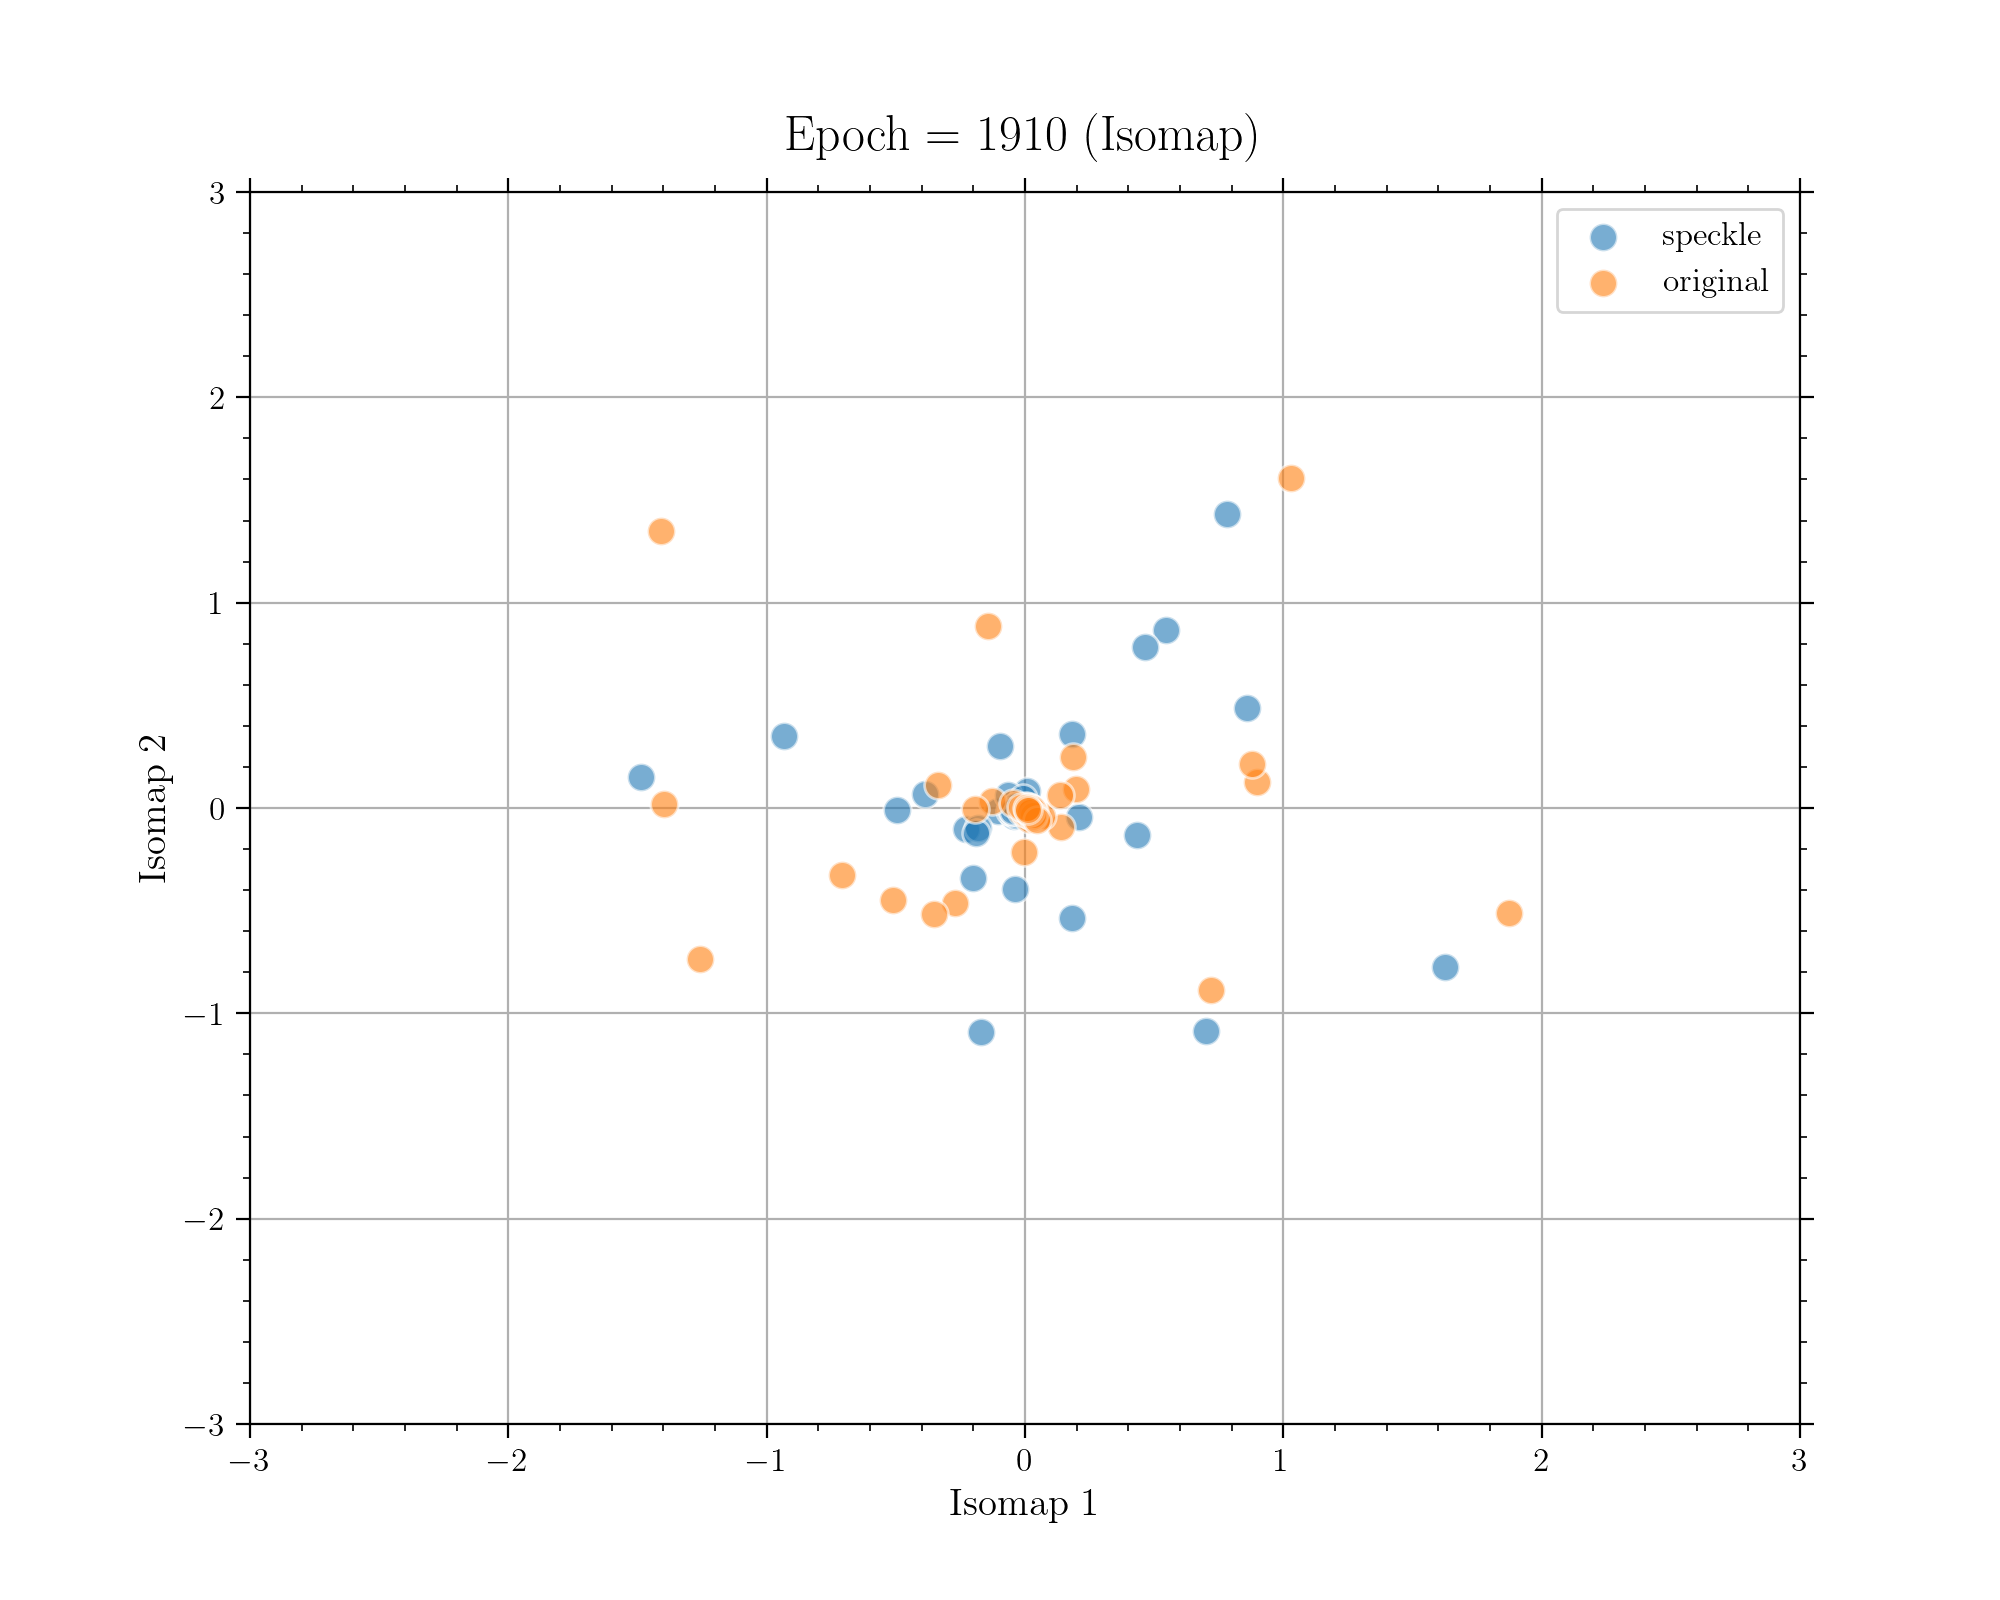 Epoch = 1910 (Isomap)
speckle
original
3
2
1
0
−1
−2
−3
Isomap 2
−3
−2
−1
0
1
2
3
Isomap 1